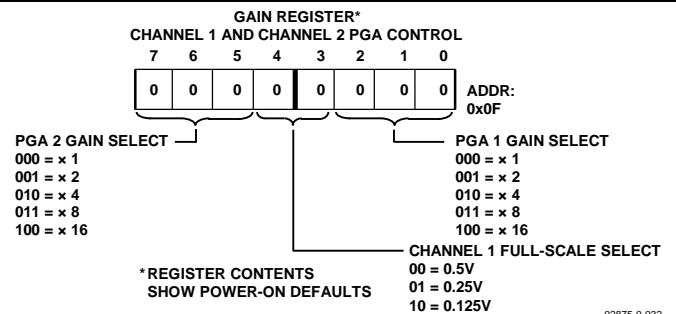 GAIN REGISTER*
CHANNEL 1 AND CHANNEL 2 PGA CONTROL
7 6 5 4 3 2 1 0
0 0 0 0 0 0 0 0
ADDR:
0x0F
PGA 2 GAIN SELECT
000 = × 1
001 = × 2
010 = × 4
011 = × 8
100 = × 16
PGA 1 GAIN SELECT
000 = × 1
001 = × 2
010 = × 4
011 = × 8
100 = × 16
CHANNEL 1 FULL-SCALE SELECT
00 = 0.5V
01 = 0.25V
10 = 0.125V
*REGISTER CONTENTS
SHOW POWER-ON DEFAULTS